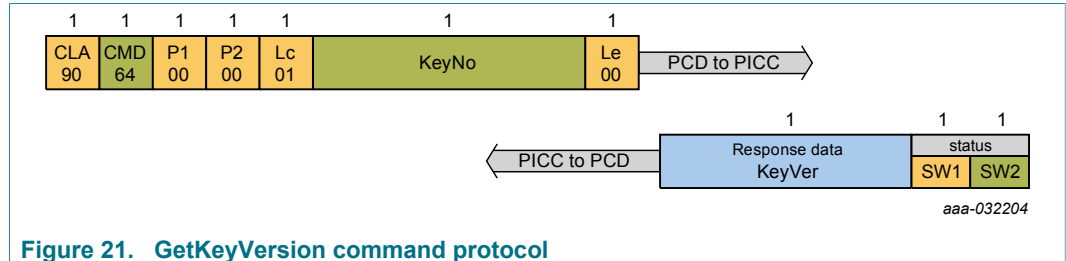 1 1 1 1 1 1 1
CLA CMD P1 P2 Lc KeyNo Le
90 64 00 00 01 00
PCD to PICC
1 1 1
PICC to PCD
Response data status
KeyVer SW1 SW2
aaa-032204
Figure 21. GetKeyVersion command protocol